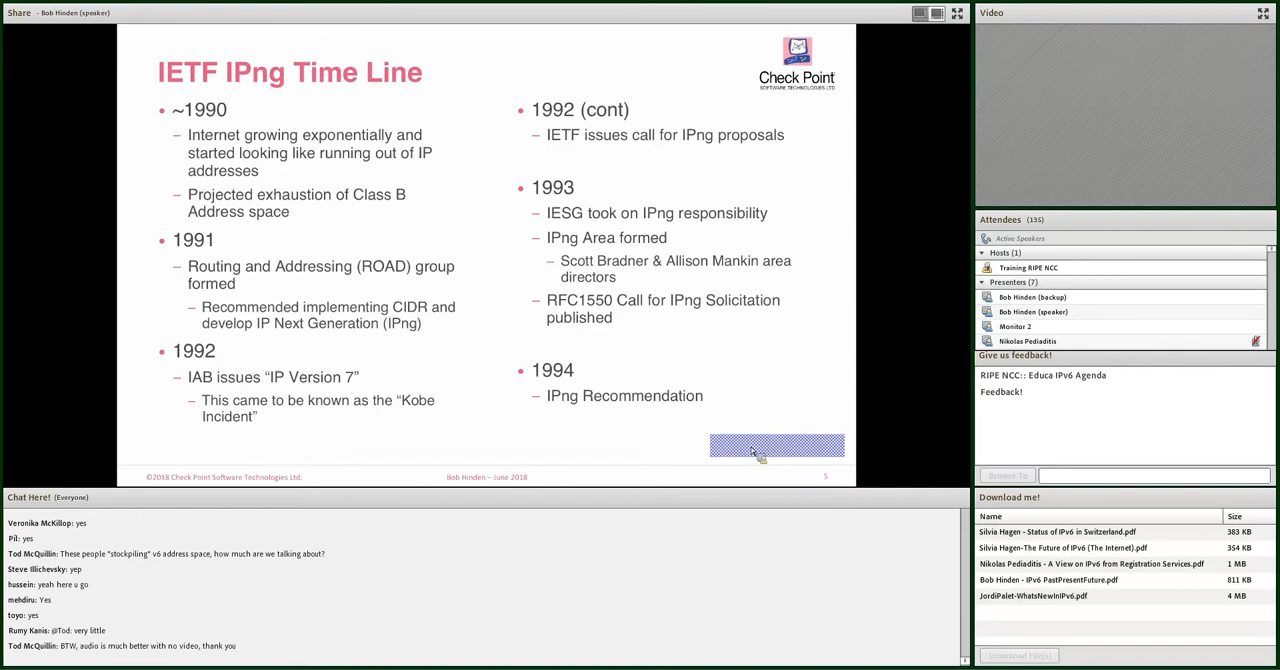 Share - Bob Hinden (speaker)
IETF IPng Time Line
Check Point
SOFTWARE TECHNOLOGIES LTD
• ~1990
– Internet growing exponentially and
started looking like running out of IP
addresses
– Projected exhaustion of Class B
Address space
• 1991
– Routing and Addressing (ROAD) group
formed
– Recommended implementing CIDR and
develop IP Next Generation (IPng)
• 1992
– IAB issues “IP Version 7”
– This came to be known as the “Kobe
Incident”
• 1992 (cont)
– IETF issues call for IPng proposals
• 1993
– IESG took on IPng responsibility
– IPng Area formed
– Scott Bradner & Allison Mankin area
directors
– RFC1550 Call for IPng Solicitation
published
• 1994
– IPng Recommendation
©2018 Check Point Software Technologies Ltd.
Bob Hinden – June 2018
5
Chat Here! (Everyone)
Veronika McKillop: yes
Pil: yes
Tod McQuillin: These people "stockpiling" v6 address space, how much are we talking about?
Steve Illichevsky: yep
hussein: yeah here u go
mehdiru: Yes
toyo: yes
Rumy Kanis: @Tod: very little
Tod McQuillin: BTW, audio is much better with no video, thank you
Video
Attendees (135)
Active Speakers
Hosts (1)
Training RIPE NCC
Presenters (7)
Bob Hinden (backup)
Bob Hinden (speaker)
Monitor 2
Nikolas Pediaditis
Give us feedback!
RIPE NCC:: Educa IPv6 Agenda
Feedback!
Browse To
Download me!
Name Size
Silvia Hagen - Status of IPv6 in Switzerland.pdf 383 KB
Silvia Hagen-The Future of IPv6 (The Internet).pdf 354 KB
Nikolas Pediaditis - A View on IPv6 from Registration Services.pdf 1 MB
Bob Hinden - IPv6 PastPresentFuture.pdf 811 KB
JordiPalet-WhatsNewInIPv6.pdf 4 MB
Download File(s)